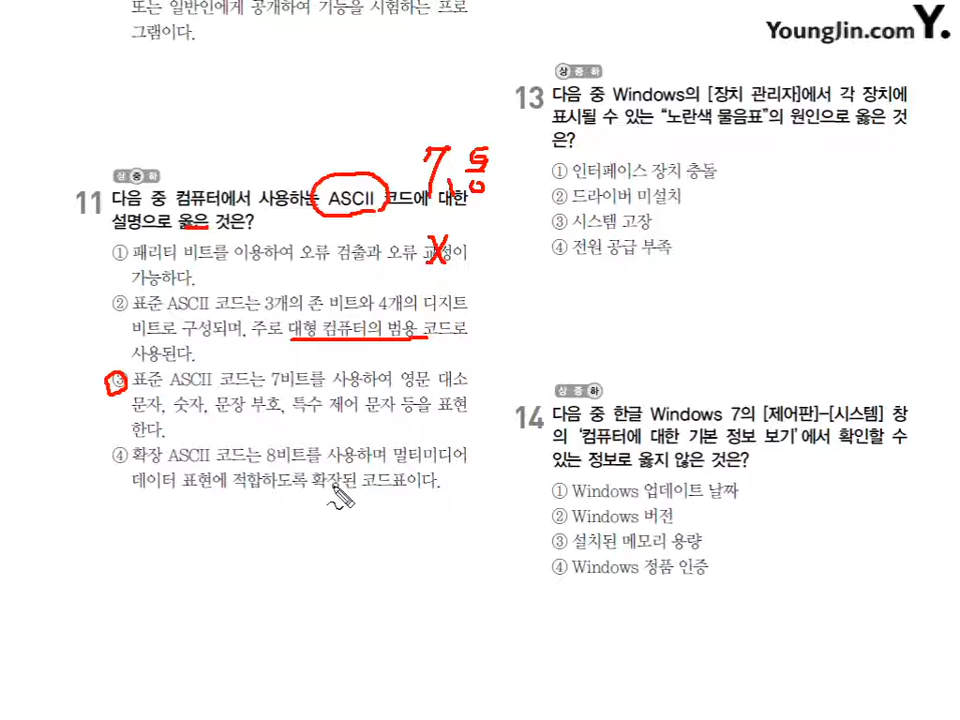 또는 일반인에게 공개하여 기능을 시험하는 프로
그램이다.
YoungJin.com Y.
상 중 하
11 다음 중 컴퓨터에서 사용하는 ASCII 코드에 대한
설명으로 옳은 것은?
7,
① 패리티 비트를 이용하여 오류 검출과 오류 교정이
가능하다.
X
② 표준 ASCII 코드는 3개의 존 비트와 4개의 디지트
비트로 구성되며, 주로 대형 컴퓨터의 범용 코드로
사용된다.
③ 표준 ASCII 코드는 7비트를 사용하여 영문 대소
문자, 숫자, 문장 부호, 특수 제어 문자 등을 표현
한다.
④ 확장 ASCII 코드는 8비트를 사용하며 멀티미디어
데이터 표현에 적합하도록 확장된 코드표이다.
상 중 하
13 다음 중 Windows의 [장치 관리자]에서 각 장치에
표시될 수 있는 “노란색 물음표”의 원인으로 옳은 것
은?
① 인터페이스 장치 충돌
② 드라이버 미설치
③ 시스템 고장
④ 전원 공급 부족
상 중 하
14 다음 중 한글 Windows 7의 [제어판]-[시스템] 창
의 ‘컴퓨터에 대한 기본 정보 보기’에서 확인할 수
있는 정보로 옳지 않은 것은?
① Windows 업데이트 날짜
② Windows 버전
③ 설치된 메모리 용량
④ Windows 정품 인증